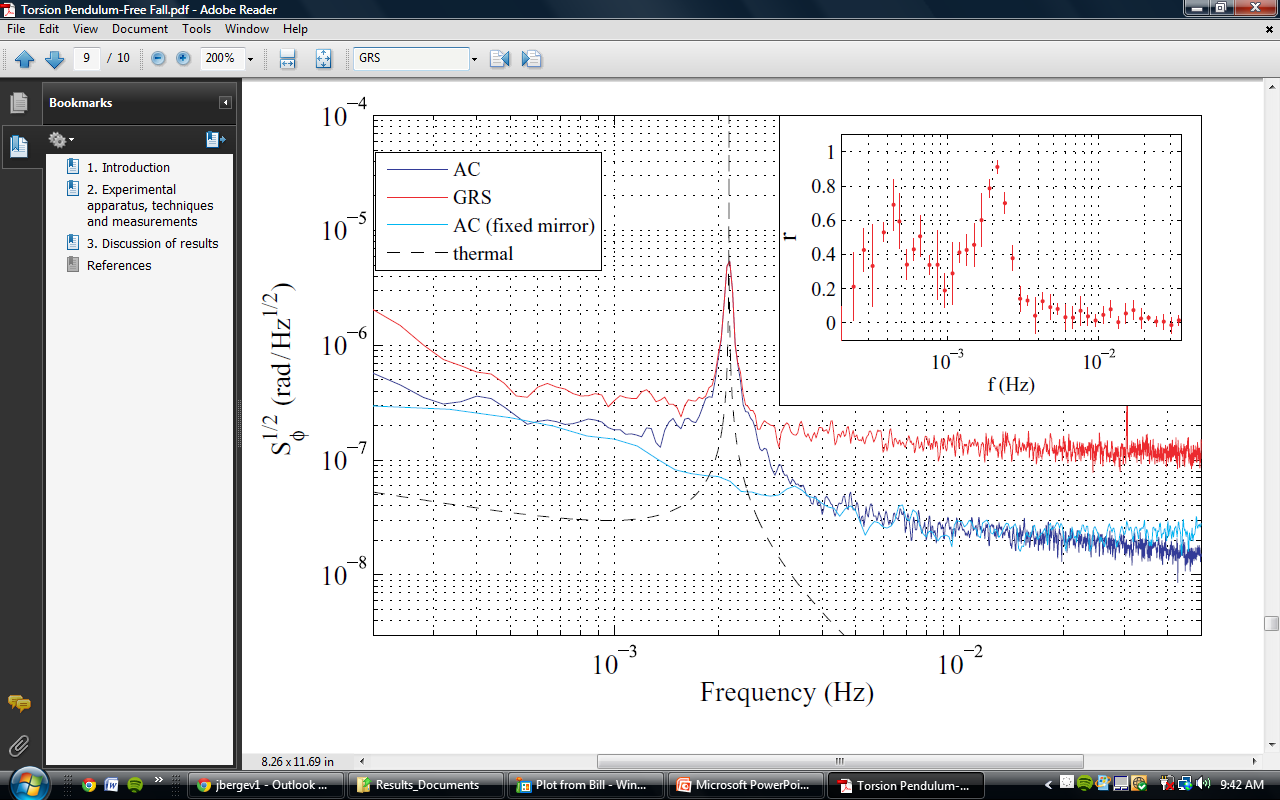 Torsion Pendulum-Free Fall.pdf - Adobe Reader
File Edit View Document Tools Window Help
9 / 10 200% GRS
Bookmarks
1. Introduction
2. Experimental
apparatus, techniques
and measurements
3. Discussion of results
References
10⁻⁴
10⁻⁵
10⁻⁶
10⁻⁷
10⁻⁸
S_ϕ^1/2 (rad/Hz^1/2)
AC
GRS
AC (fixed mirror)
thermal
1
0.8
0.6
0.4
0.2
0
r
10⁻³ 10⁻²
f (Hz)
10⁻³ 10⁻²
Frequency (Hz)
8.26 x 11.69 in
jbergev1 - Outlook ... Results_Documents Plot from Bill - Win... Microsoft PowerPoi... Torsion Pendulum-... 9:42 AM